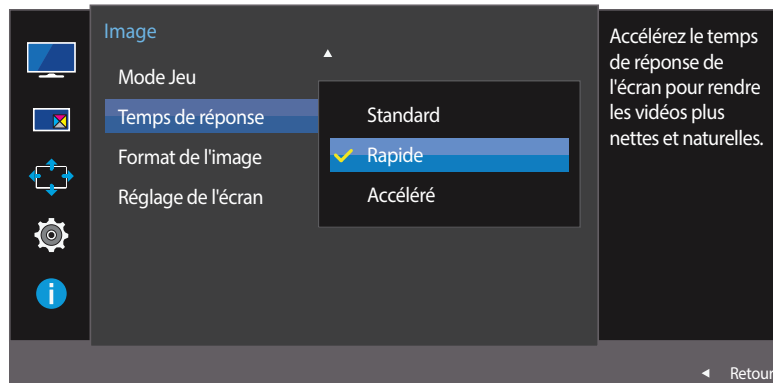 Image
Mode Jeu
Temps de réponse
Format de l'image
Réglage de l'écran
Standard
Rapide
Accéléré
Accélérez le temps
de réponse de
l'écran pour rendre
les vidéos plus
nettes et naturelles.
Retour